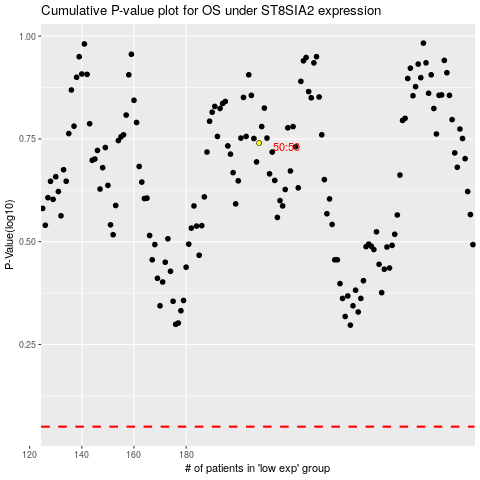 Cumulative P-value plot for OS under ST8SIA2 expression
P-Value(log10)
1.00
0.75
0.50
0.25
50:50
120 140 160 180
# of patients in 'low exp' group